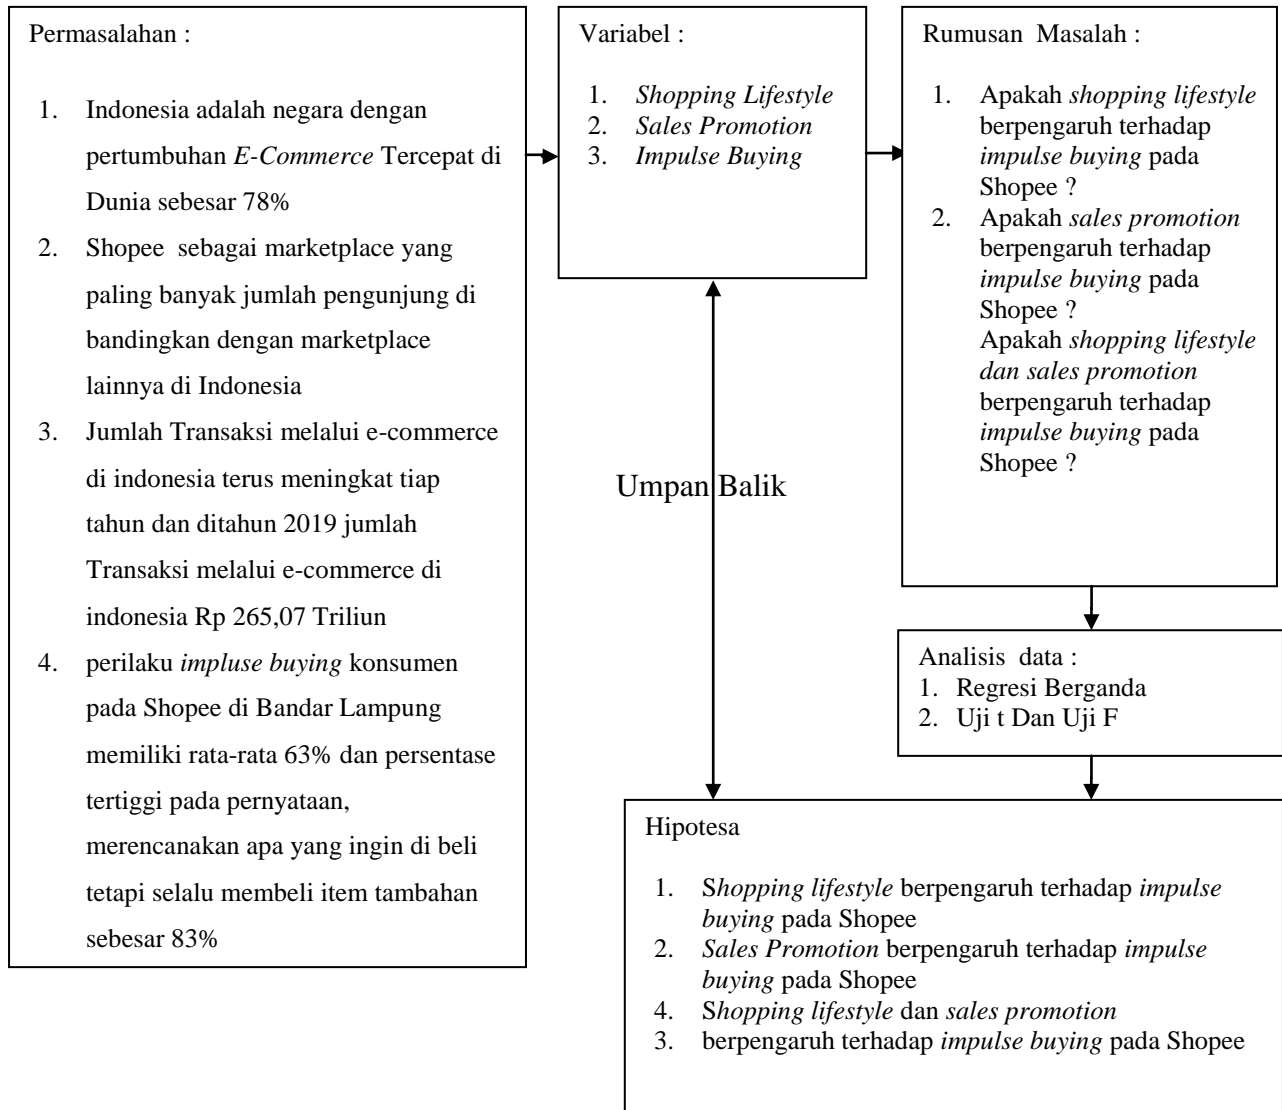 Permasalahan :
1. Indonesia adalah negara dengan
pertumbuhan E-Commerce Tercepat di
Dunia sebesar 78%
2. Shopee sebagai marketplace yang
paling banyak jumlah pengunjung di
bandingkan dengan marketplace
lainnya di Indonesia
3. Jumlah Transaksi melalui e-commerce
di indonesia terus meningkat tiap
tahun dan ditahun 2019 jumlah
Transaksi melalui e-commerce di
indonesia Rp 265,07 Triliun
4. perilaku impluse buying konsumen
pada Shopee di Bandar Lampung
memiliki rata-rata 63% dan persentase
tertiggi pada pernyataan,
merencanakan apa yang ingin di beli
tetapi selalu membeli item tambahan
sebesar 83%
Variabel :
1. Shopping Lifestyle
2. Sales Promotion
3. Impulse Buying
Rumusan Masalah :
1. Apakah shopping lifestyle
berpengaruh terhadap
impulse buying pada
Shopee ?
2. Apakah sales promotion
berpengaruh terhadap
impulse buying pada
Shopee ?
Apakah shopping lifestyle
dan sales promotion
berpengaruh terhadap
impulse buying pada
Shopee ?
Umpan Balik
Analisis data :
1. Regresi Berganda
2. Uji t Dan Uji F
Hipotesa
1. Shopping lifestyle berpengaruh terhadap impulse
buying pada Shopee
2. Sales Promotion berpengaruh terhadap impulse
buying pada Shopee
4. Shopping lifestyle dan sales promotion
3. berpengaruh terhadap impulse buying pada Shopee